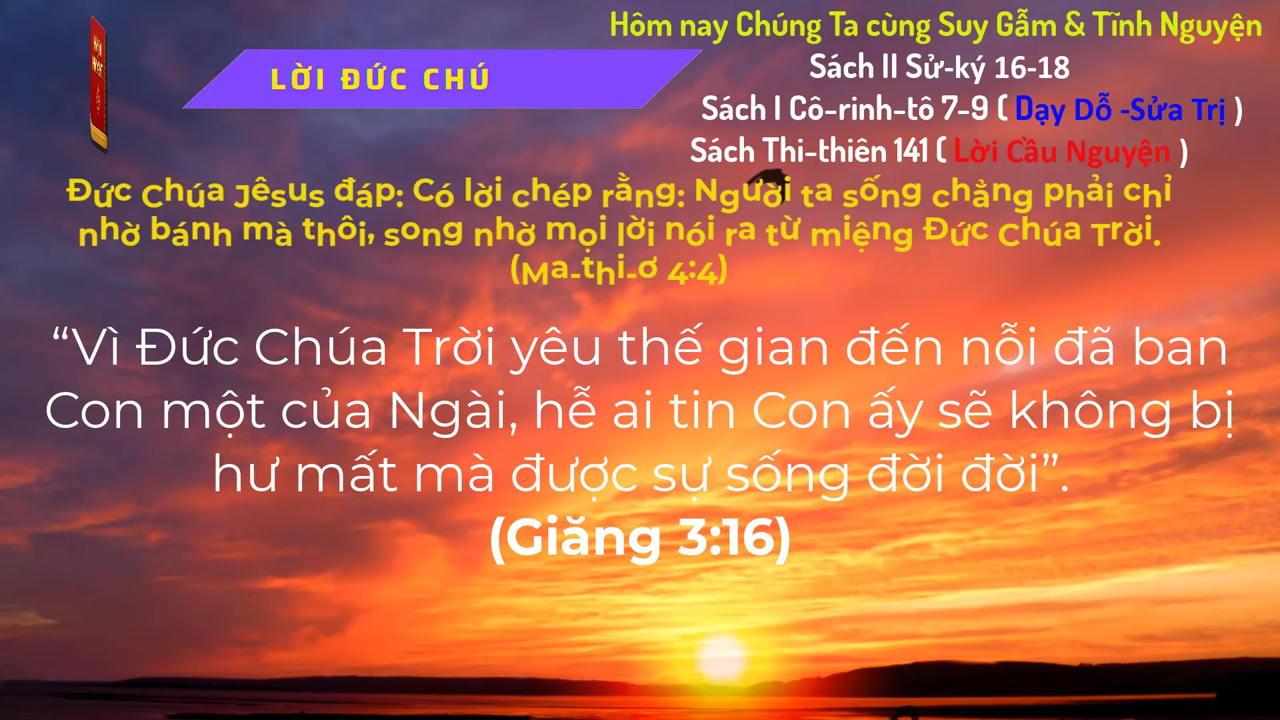 Hôm nay Chúng Ta cùng Suy Gẫm & Tĩnh Nguyện
LỜI ĐỨC CHÚ
Sách II Sử-ký 16-18
Sách I Cô-rinh-tô 7-9 ( Dạy Dỗ -Sửa Trị )
Sách Thi-thiên 141 ( Lời Cầu Nguyện )
Đức Chúa Jêsus đáp: Có lời chép rằng: Người ta sống chẳng phải chỉ
nhờ bánh mà thôi, song nhờ mọi lời nói ra từ miệng Đức Chúa Trời.
(Ma-thi-ơ 4:4)
“Vì Đức Chúa Trời yêu thế gian đến nỗi đã ban
Con một của Ngài, hễ ai tin Con ấy sẽ không bị
hư mất mà được sự sống đời đời”.
(Giăng 3:16)